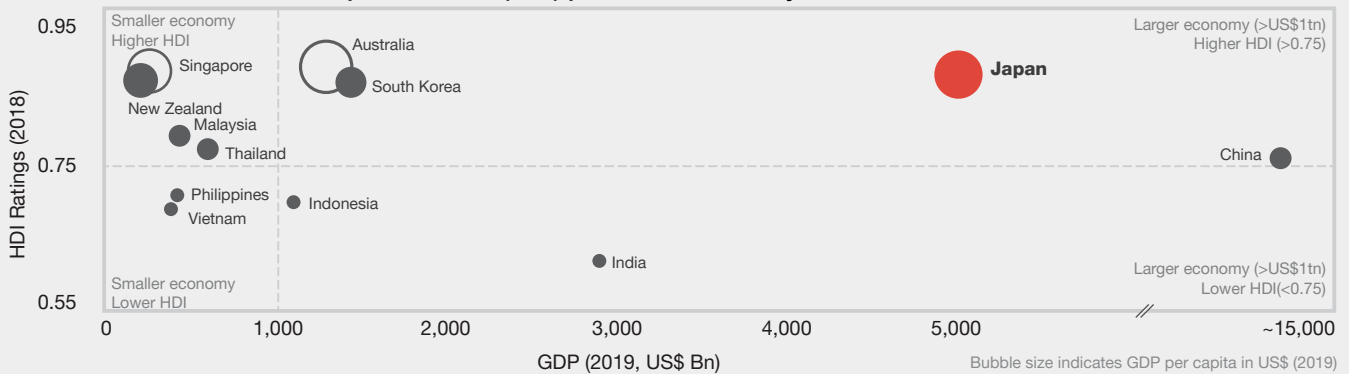 0.95
Smaller economy
Higher HDI
Larger economy (>US$1tn)
Higher HDI (>0.75)
Australia
Singapore
South Korea
Japan
New Zealand
Malaysia
Thailand
0.75
China
Philippines
Indonesia
Vietnam
India
HDI Ratings (2018)
Larger economy (>US$1tn)
Lower HDI(<0.75)
Smaller economy
Lower HDI
0.55
0
1,000
2,000
3,000
4,000
5,000
~15,000
GDP (2019, US$ Bn)
Bubble size indicates GDP per capita in US$ (2019)